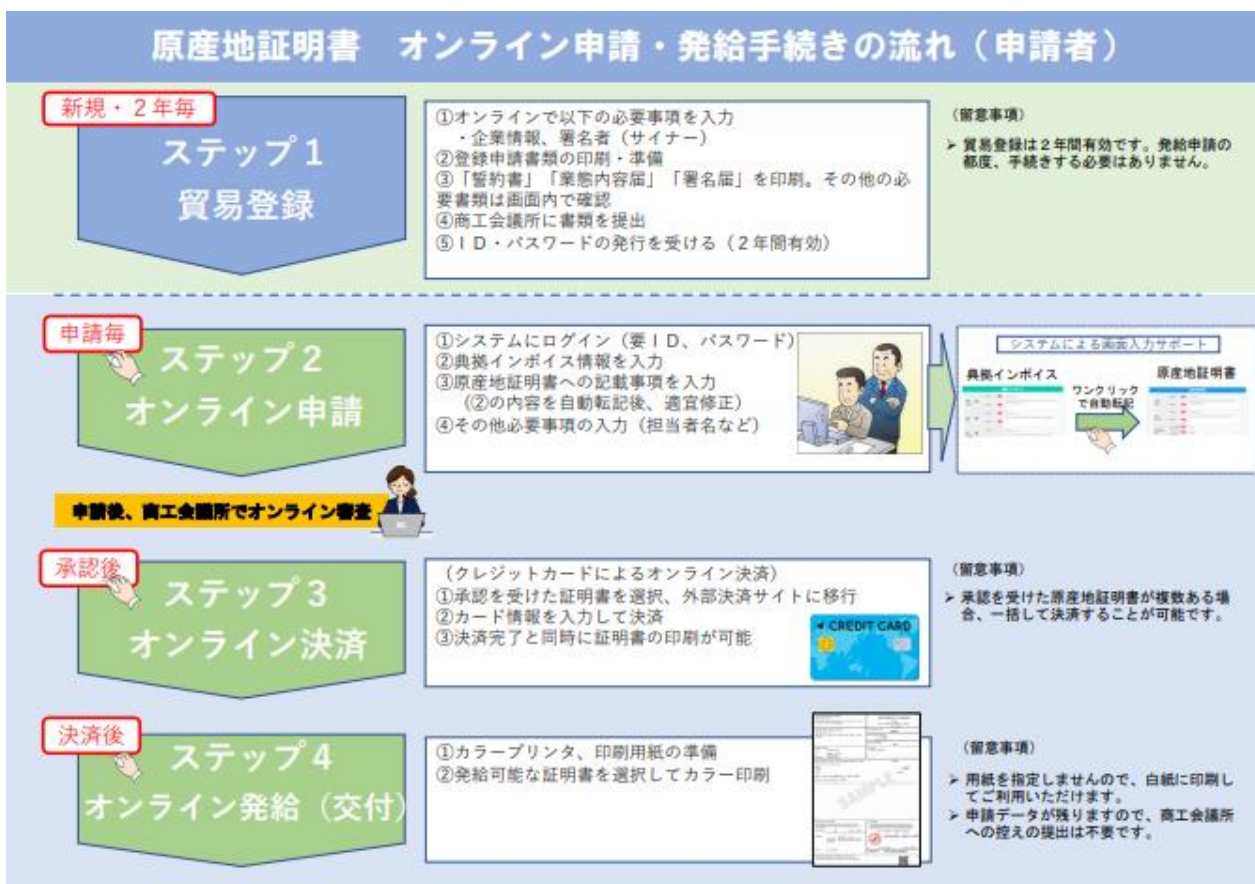 原産地証明書　オンライン申請・発給手続きの流れ（申請者）
新規・２年毎
ステップ１
貿易登録
①オンラインで以下の必要事項を入力
・企業情報、署名者（サイナー）
②登録申請書類の印刷・準備
③「誓約書」「業態内容届」「署名届」を印刷。その他の必
要書類は画面内で確認
④商工会議所に書類を提出
⑤ＩＤ・パスワードの発行を受ける（２年間有効）
（留意事項）
➢ 貿易登録は２年間有効です。発給申請の
都度、手続きする必要はありません。
申請毎
ステップ２
オンライン申請
①システムにログイン（要ＩＤ、パスワード）
②典拠インボイス情報を入力
③原産地証明書への記載事項を入力
（②の内容を自動転記後、適宜修正）
④その他必要事項の入力（担当者名など）
システムによる画面入力サポート
典拠インボイス
ワンクリック
で自動転記
原産地証明書
申請後、商工会議所でオンライン審査
承認後
ステップ３
オンライン決済
（クレジットカードによるオンライン決済）
①承認を受けた証明書を選択、外部決済サイトに移行
②カード情報を入力して決済
③決済完了と同時に証明書の印刷が可能
CREDIT CARD
（留意事項）
➢ 承認を受けた原産地証明書が複数ある場
合、一括して決済することが可能です。
決済後
ステップ４
オンライン発給（交付）
①カラープリンタ、印刷用紙の準備
②発給可能な証明書を選択してカラー印刷
SAMPLE
（留意事項）
➢ 用紙を指定しませんので、白紙に印刷し
てご利用いただけます。
➢ 申請データが残りますので、商工会議所
への控えの提出は不要です。